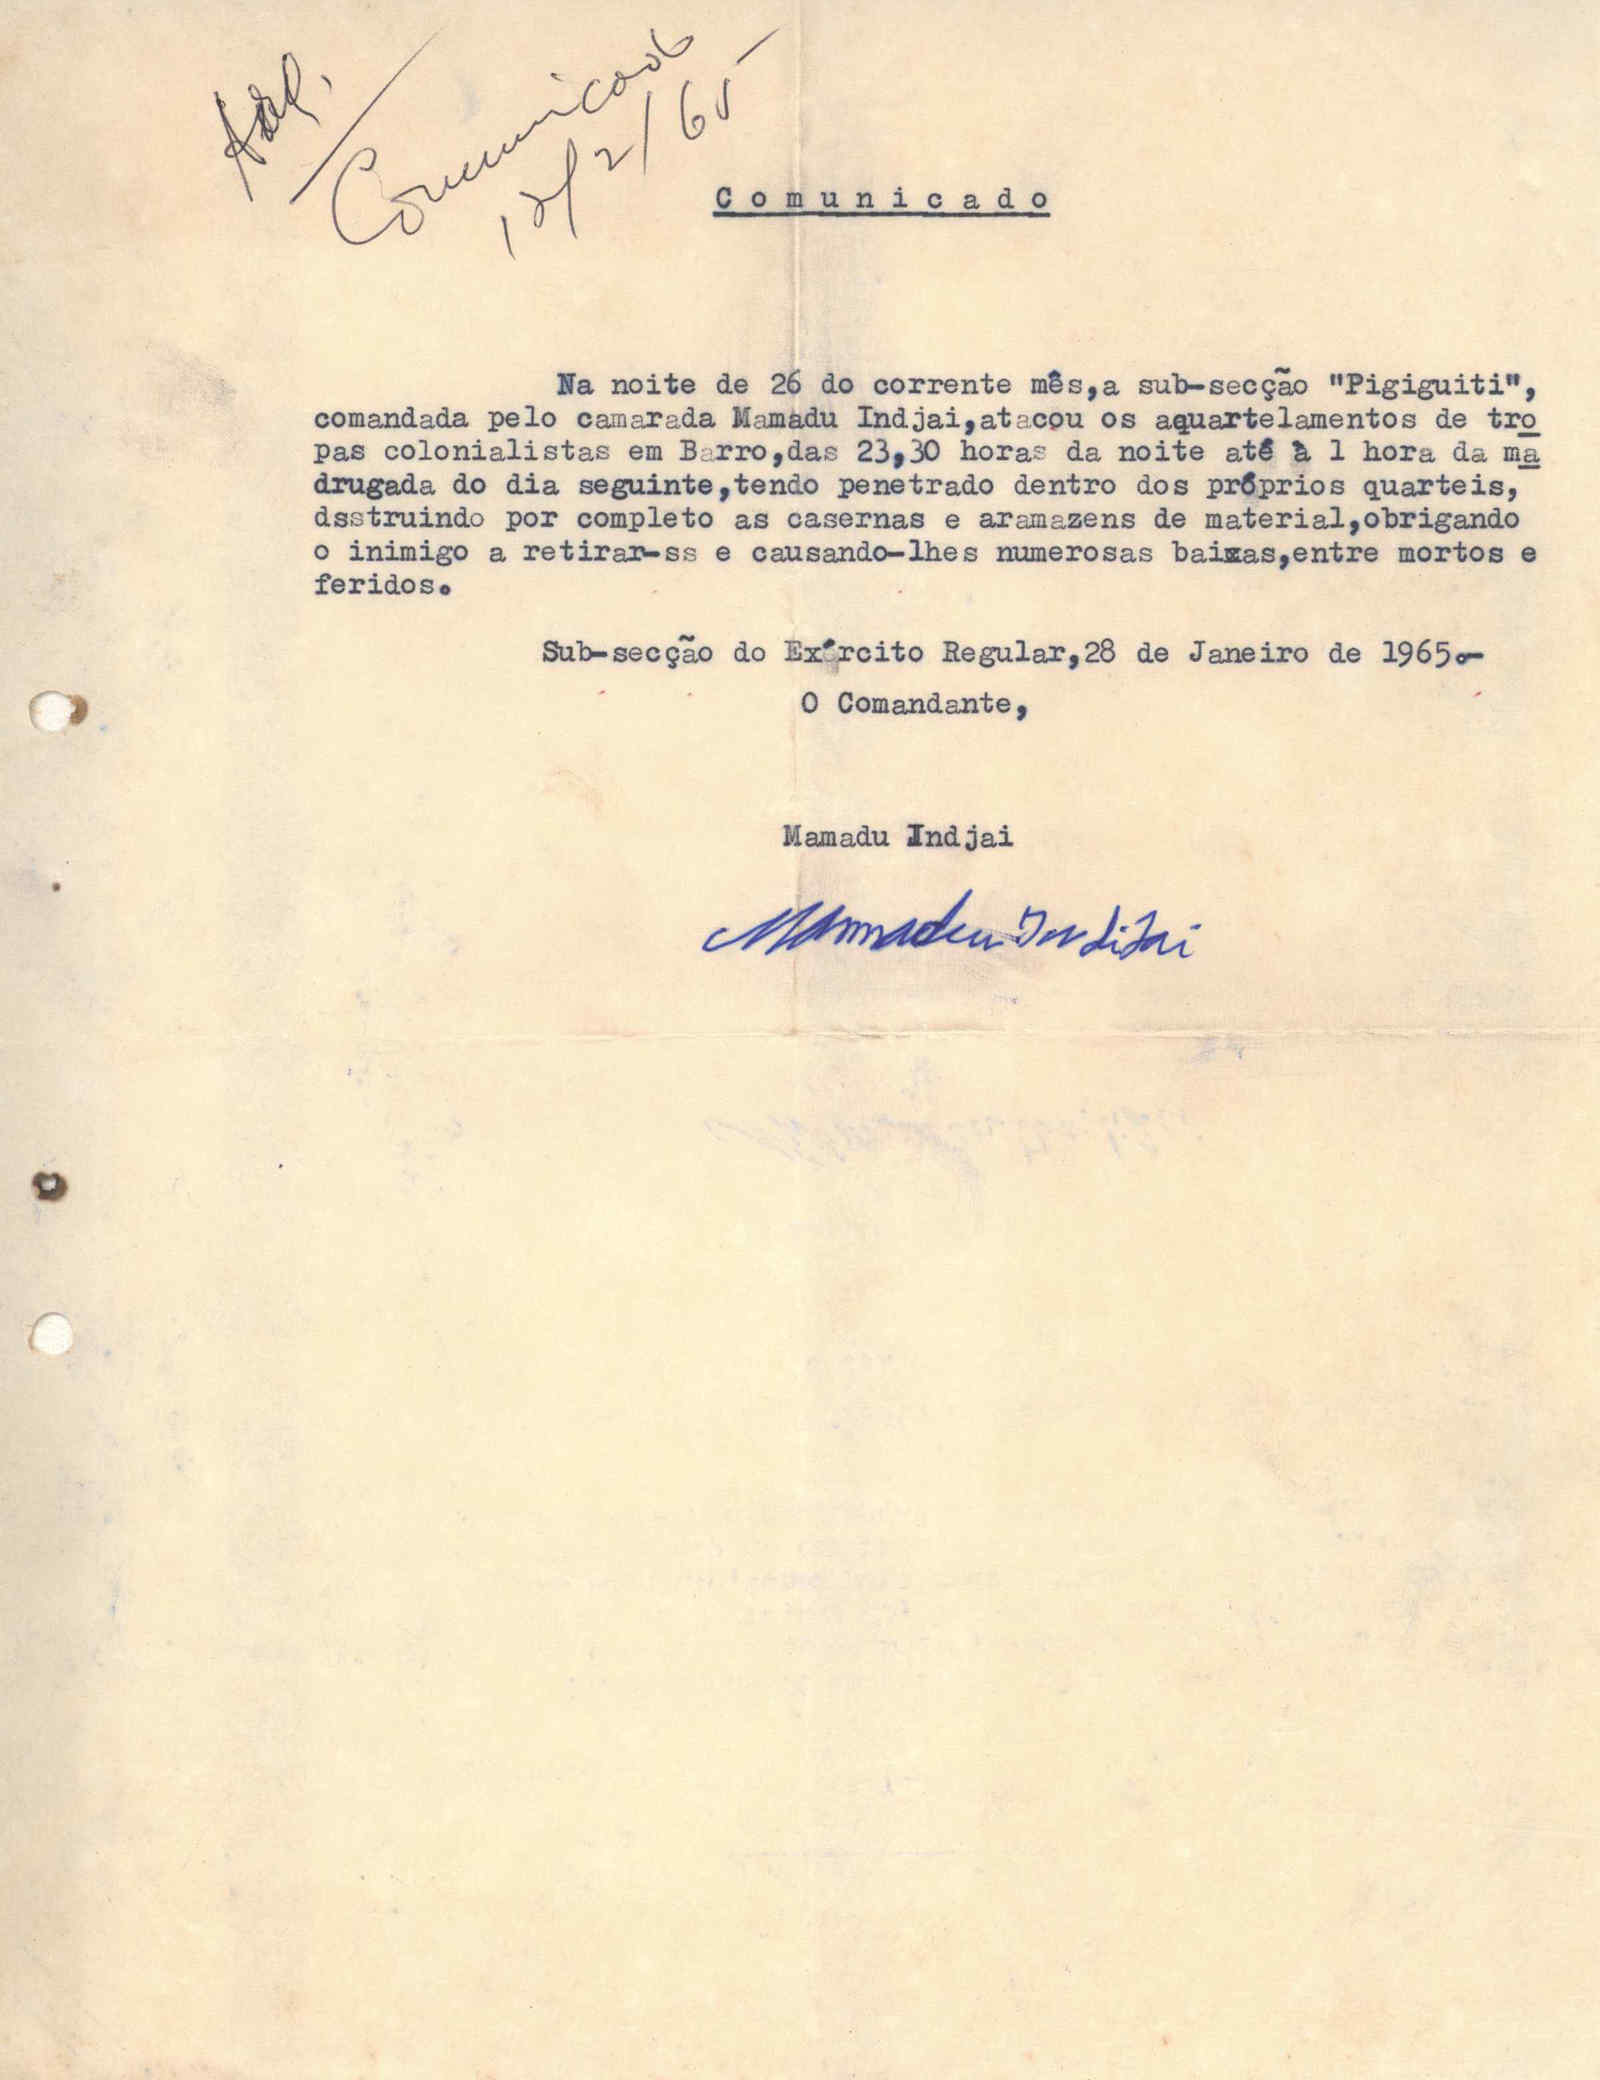 Comunicado
12/2/65
Comunicado
Na noite de 26 do corrente mês,a sub-secção "Pigiguiti",
comandada pelo camarada Mamadu Indjai,atacou os aquartelamentos de tro
pas colonialistas em Barro,das 23,30 horas da noite atê à 1 hora da ma
drugada do dia seguinte,tendo penetrado dentro dos próprios quarteis,
dsstruindo por completo as casernas e aramazens de material,obrigando
o inimigo a retirar-ss e causando-lhes numerosas baixas,entre mortos e
feridos.
Sub-secção do Exército Regular,28 de Janeiro de 1965.-
O Comandante,
Mamadu Indjai
Mamadu Indjai